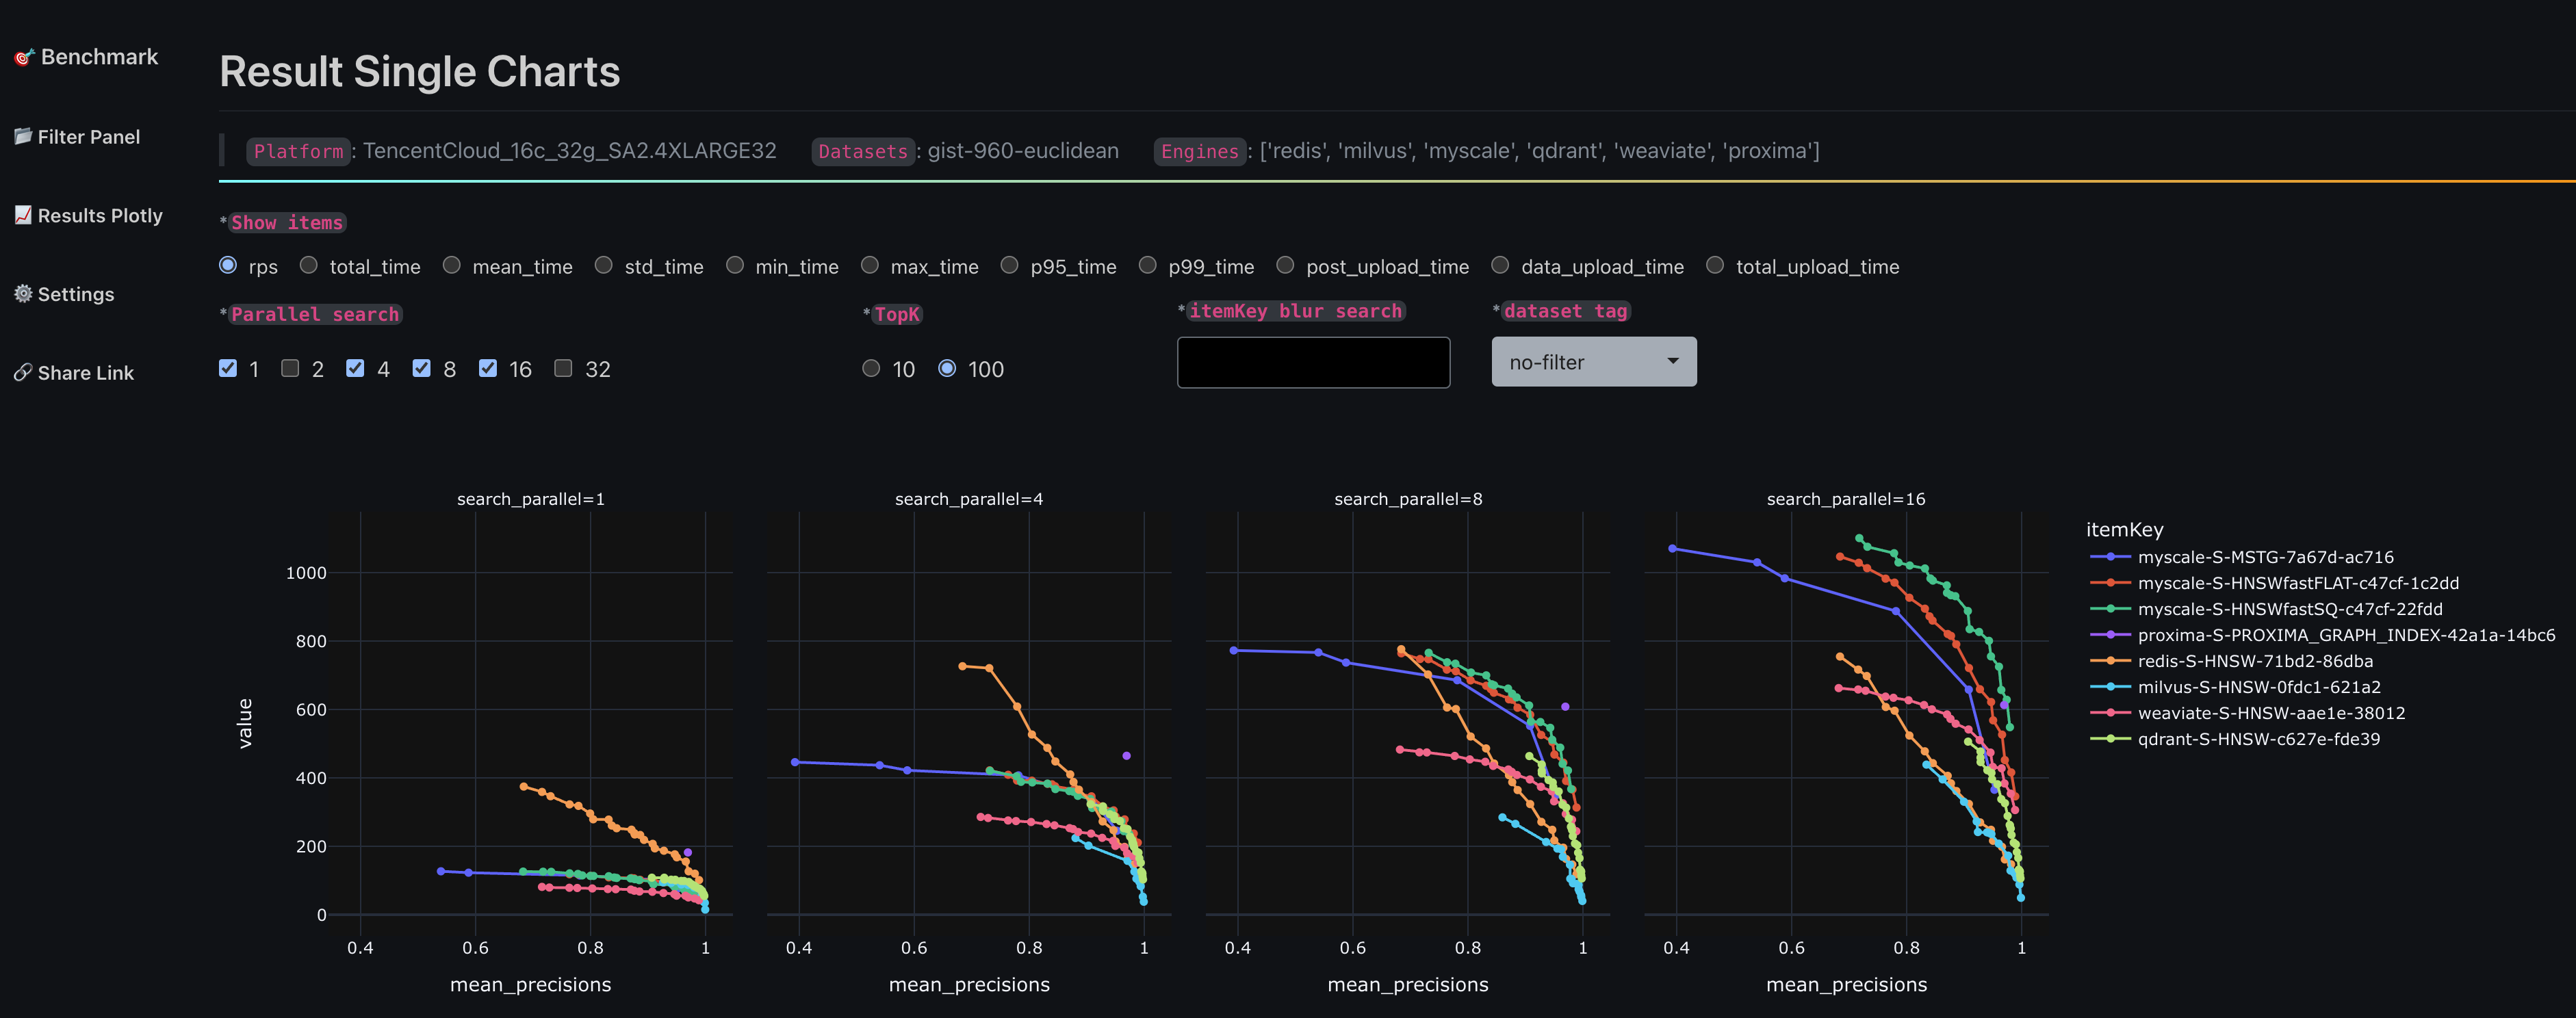 🎯 Benchmark
📂 Filter Panel
📈 Results Plotly
⚙️ Settings
🔗 Share Link
Result Single Charts
Platform: TencentCloud_16c_32g_SA2.4XLARGE32 Datasets: gist-960-euclidean Engines: ['redis', 'milvus', 'myscale', 'qdrant', 'weaviate', 'proxima']
*Show items
rps total_time mean_time std_time min_time max_time p95_time p99_time post_upload_time data_upload_time total_upload_time
*Parallel search
1 2 4 8 16 32
*TopK
10 100
*itemKey blur search
*dataset tag
no-filter
search_parallel=1 search_parallel=4 search_parallel=8 search_parallel=16
value
1000
800
600
400
200
0
0.4 0.6 0.8 1 0.4 0.6 0.8 1 0.4 0.6 0.8 1 0.4 0.6 0.8 1
mean_precisions mean_precisions mean_precisions mean_precisions
itemKey
myscale-S-MSTG-7a67d-ac716
myscale-S-HNSWfastFLAT-c47cf-1c2dd
myscale-S-HNSWfastSQ-c47cf-22fdd
proxima-S-PROXIMA_GRAPH_INDEX-42a1a-14bc6
redis-S-HNSW-71bd2-86dba
milvus-S-HNSW-0fdc1-621a2
weaviate-S-HNSW-aae1e-38012
qdrant-S-HNSW-c627e-fde39